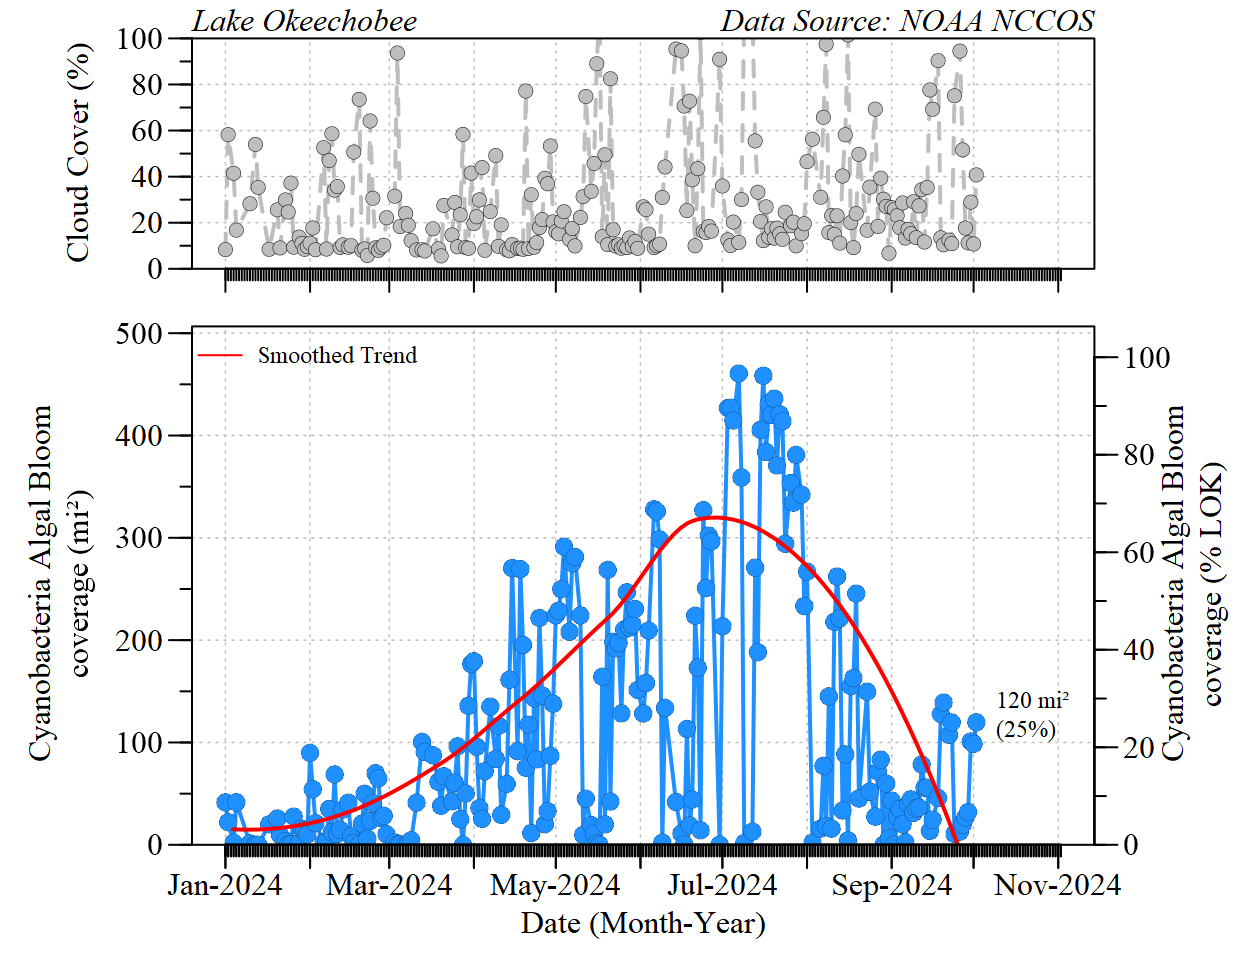 Lake Okeechobee Data Source: NOAA NCCOS
Cloud Cover (%)
100
80
60
40
20
0
Smoothed Trend
Cyanobacteria Algal Bloom
coverage (mi²)
500
400
300
200
100
0
100
80
60
40
20
0
Cyanobacteria Algal Bloom
coverage (% LOK)
120 mi²
(25%)
Jan-2024 Mar-2024 May-2024 Jul-2024 Sep-2024 Nov-2024
Date (Month-Year)